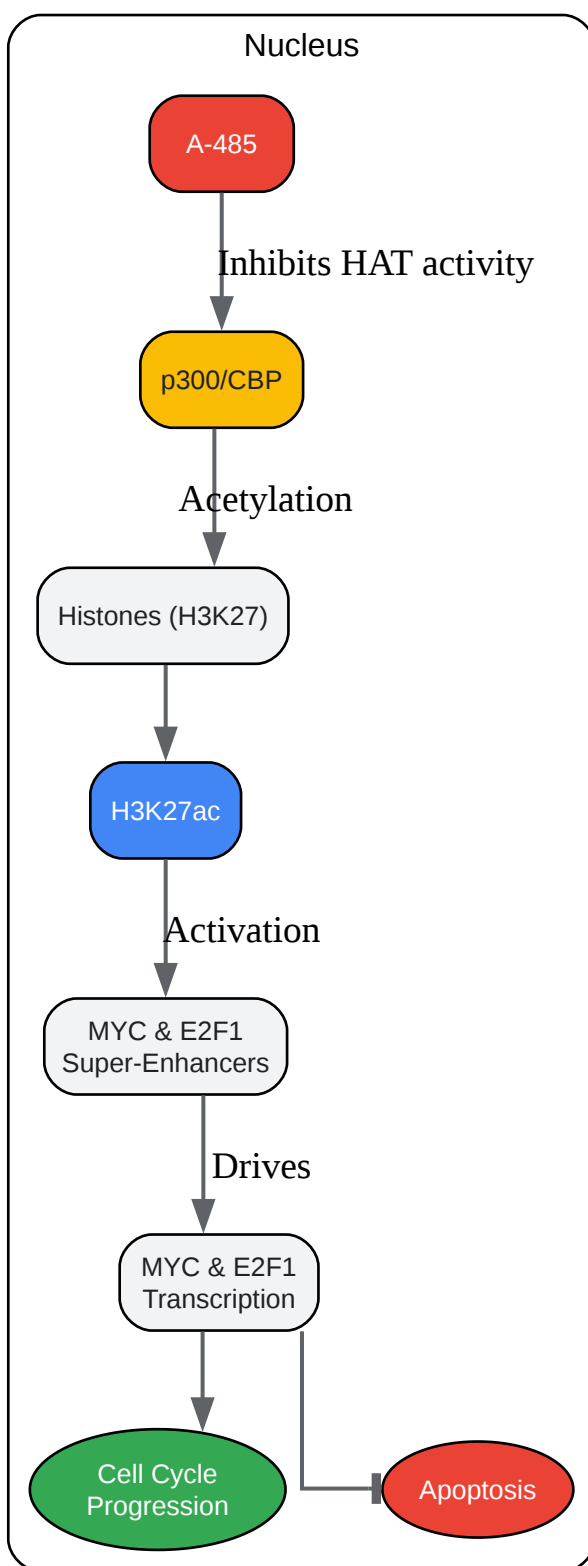 Nucleus
A-485
Inhibits HAT activity
p300/CBP
Acetylation
Histones (H3K27)
H3K27ac
Activation
MYC & E2F1
Super-Enhancers
Drives
MYC & E2F1
Transcription
Cell Cycle
Progression
Apoptosis